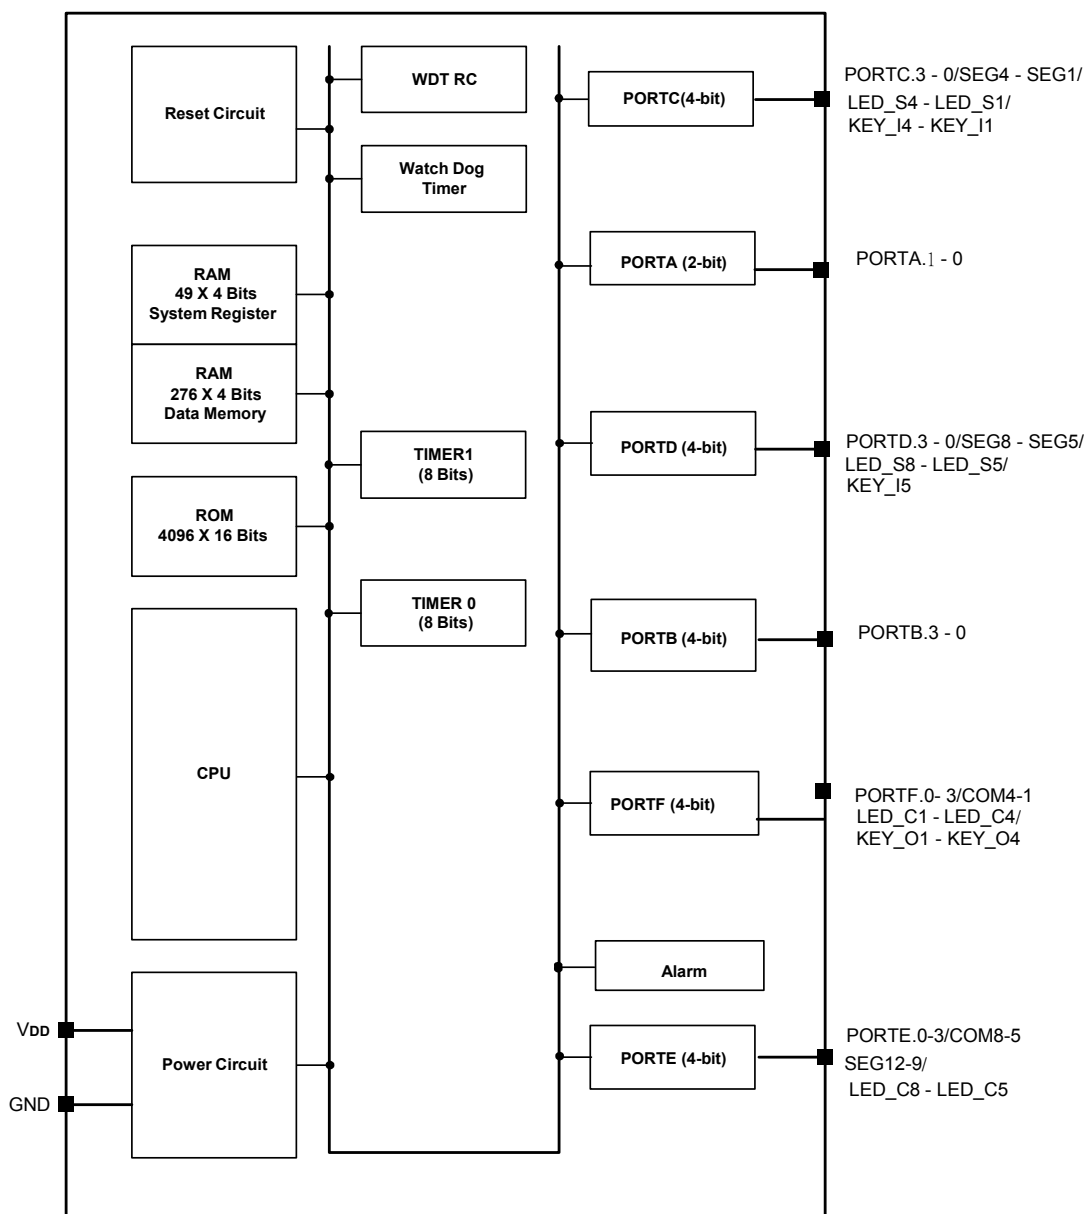 Reset Circuit
RAM
49 X 4 Bits
System Register
RAM
276 X 4 Bits
Data Memory
ROM
4096 X 16 Bits
CPU
Power Circuit
VDD
GND
WDT RC
Watch Dog
Timer
TIMER1
(8 Bits)
TIMER 0
(8 Bits)
PORTC(4-bit)
PORTC.3 - 0/SEG4 - SEG1/
LED_S4 - LED_S1/
KEY_I4 - KEY_I1
PORTA (2-bit)
PORTA.1 - 0
PORTD (4-bit)
PORTD.3 - 0/SEG8 - SEG5/
LED_S8 - LED_S5/
KEY_I5
PORTB (4-bit)
PORTB.3 - 0
PORTF (4-bit)
PORTF.0- 3/COM4-1
LED_C1 - LED_C4/
KEY_O1 - KEY_O4
Alarm
PORTE (4-bit)
PORTE.0-3/COM8-5
SEG12-9/
LED_C8 - LED_C5